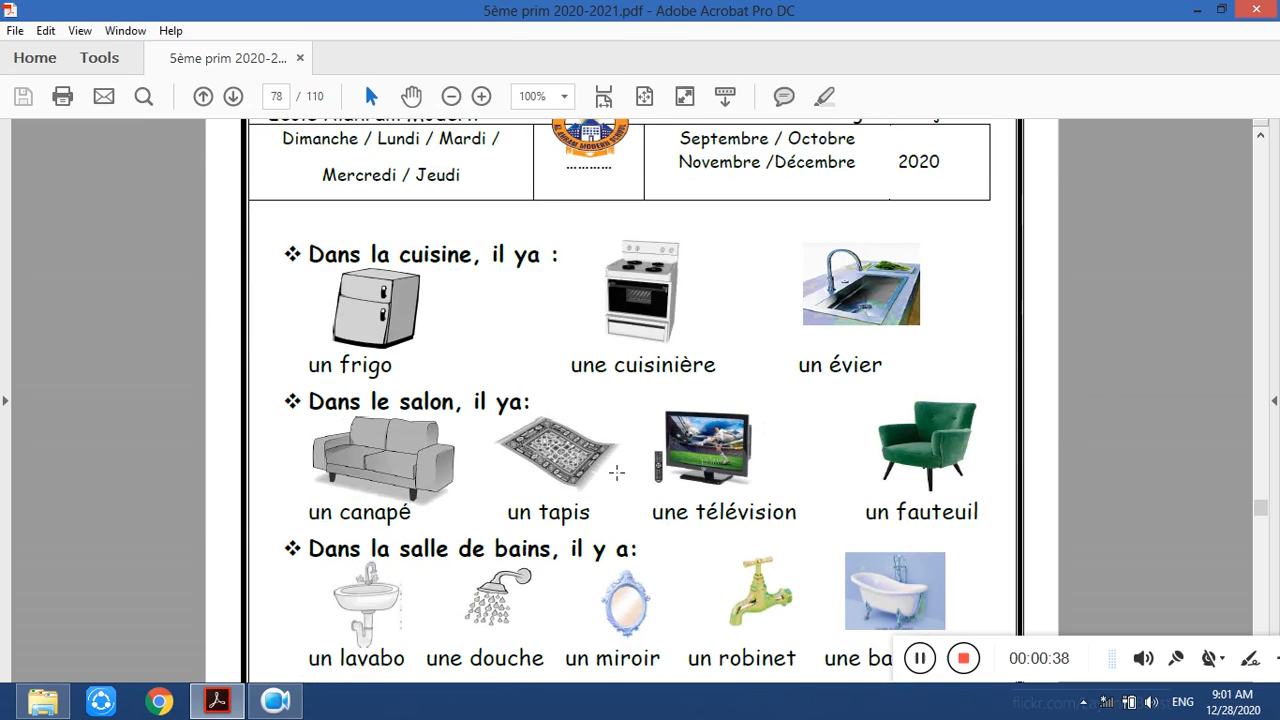 5ème prim 2020-2021.pdf - Adobe Acrobat Pro DC
File Edit View Window Help
Home Tools 5ème prim 2020-2...
78 / 110 100%
Dimanche / Lundi / Mardi /
Mercredi / Jeudi
Septembre / Octobre
Novembre /Décembre 2020
…………
❖ Dans la cuisine, il ya :
un frigo une cuisinière un évier
❖ Dans le salon, il ya:
un canapé un tapis une télévision un fauteuil
❖ Dans la salle de bains, il y a:
un lavabo une douche un miroir un robinet une ba
00:00:38
ENG
9:01 AM
12/28/2020